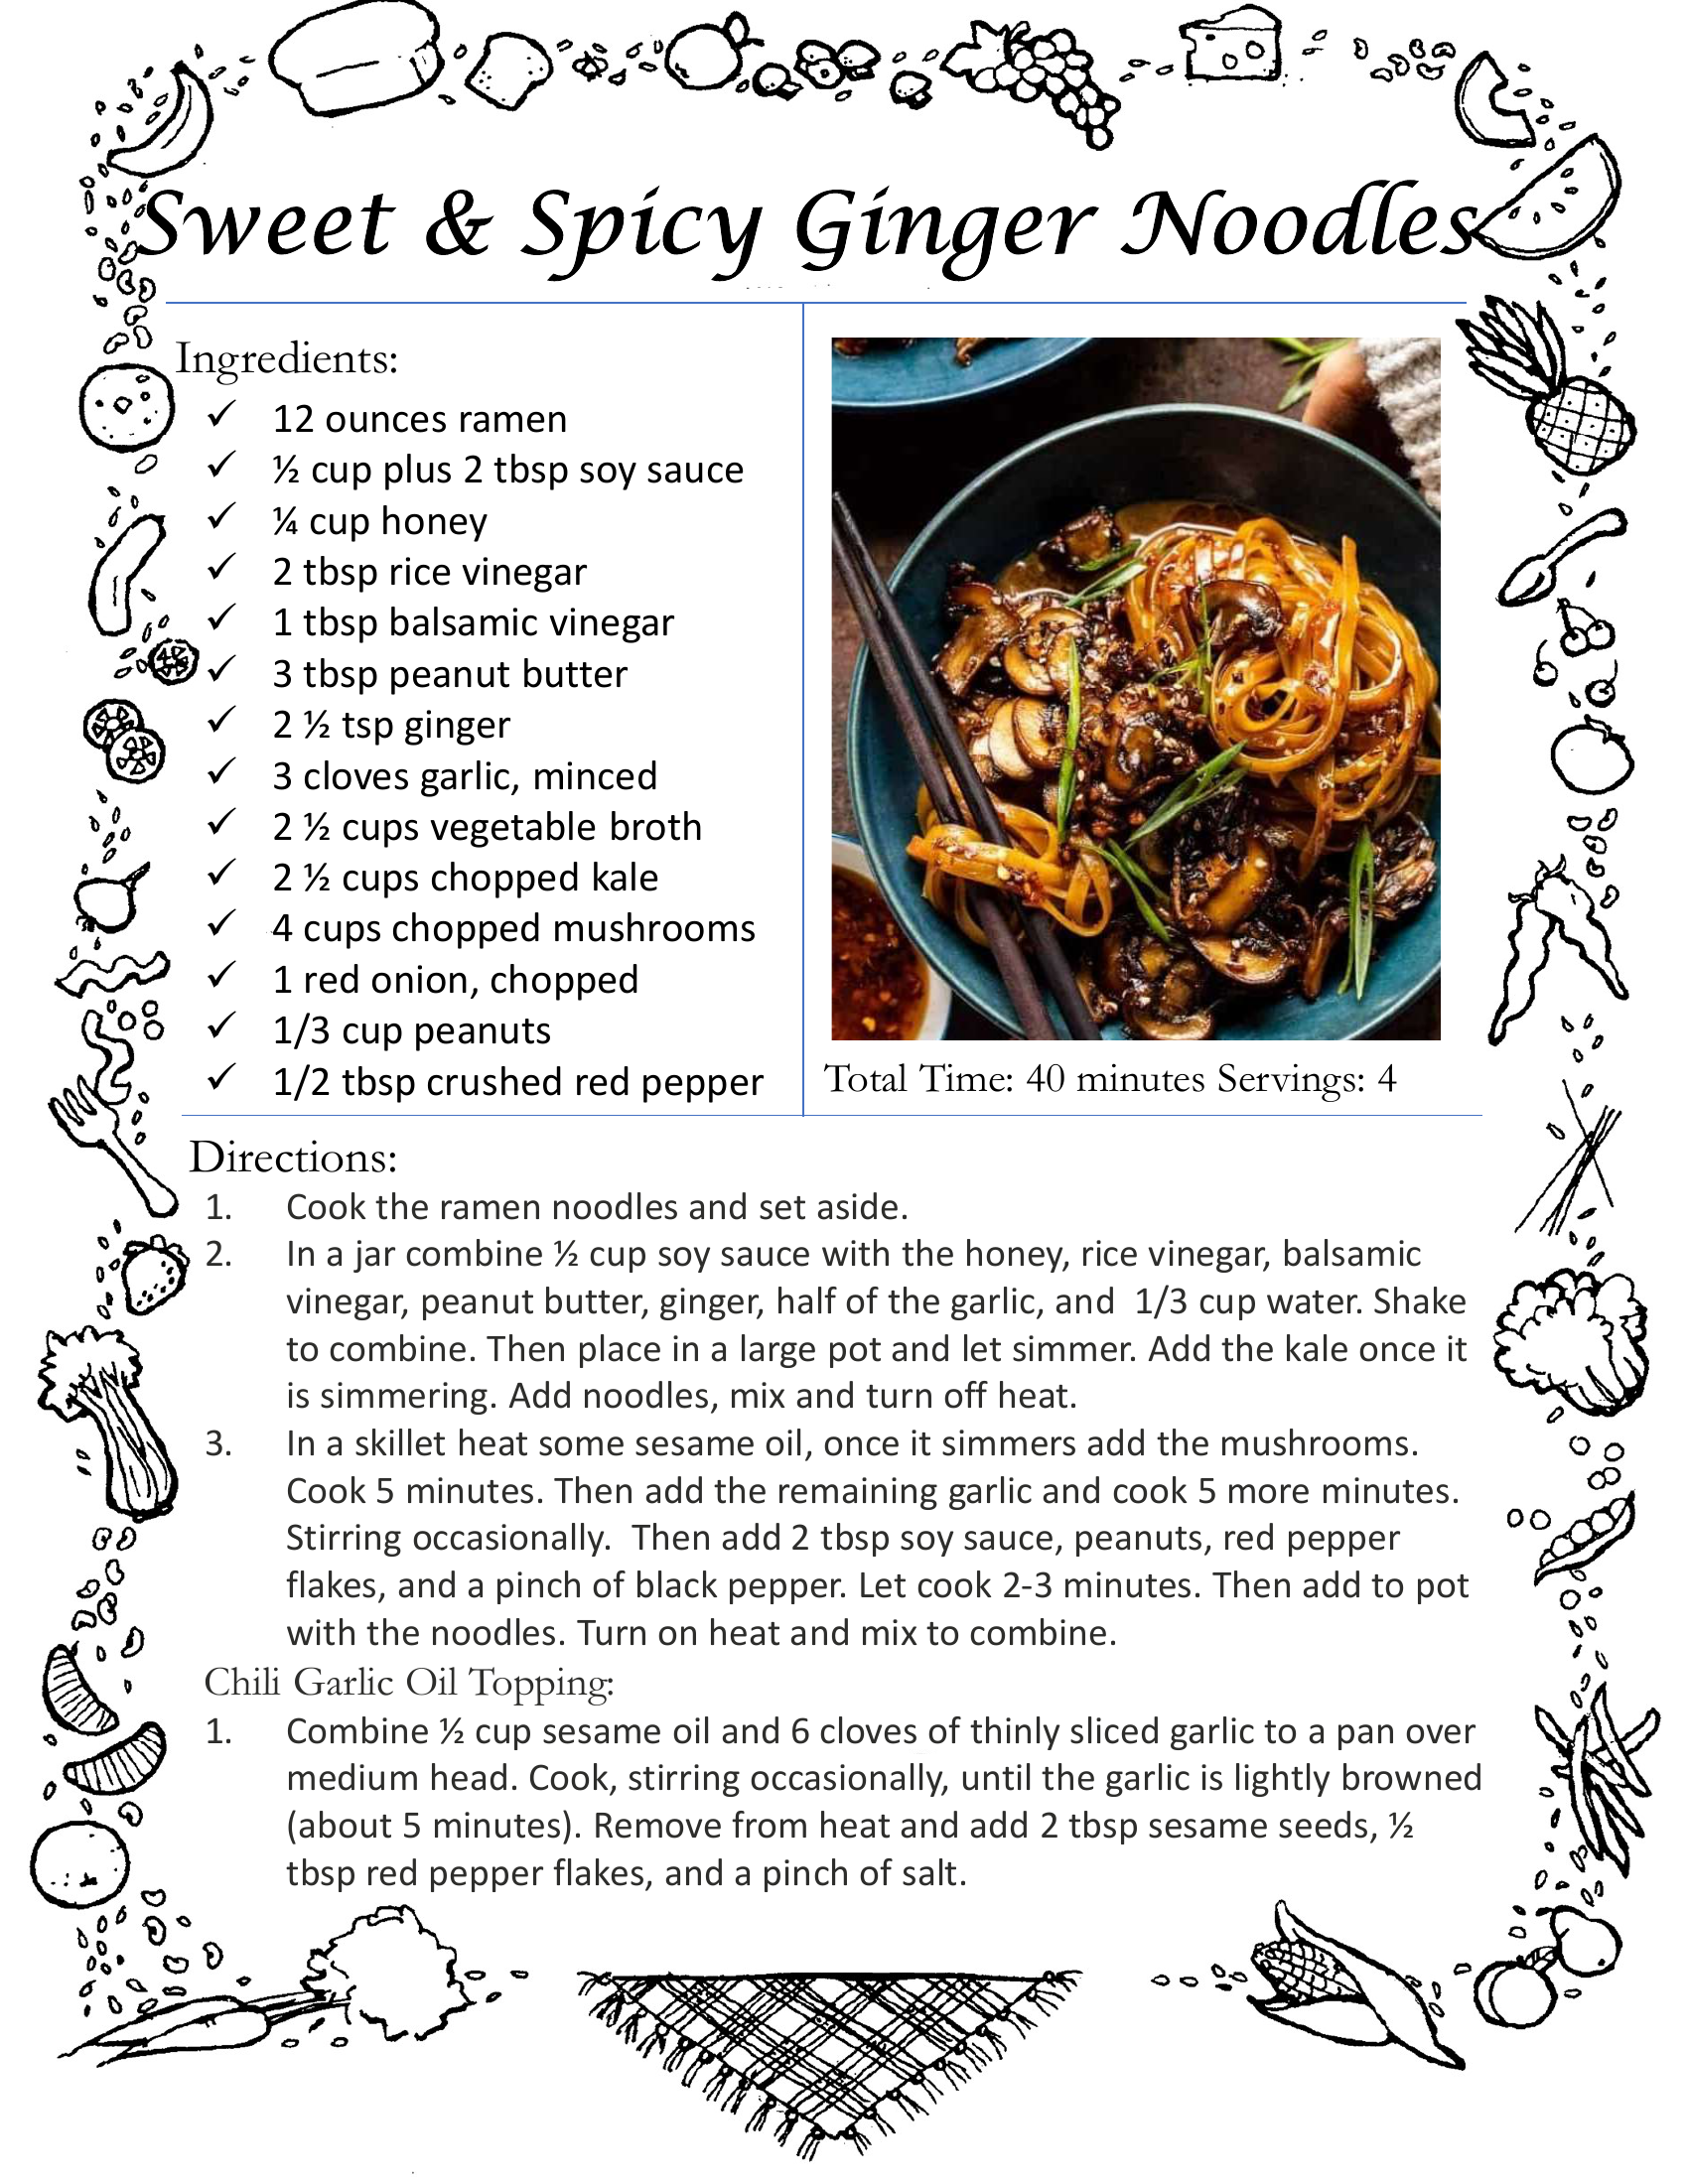 Sweet & Spicy Ginger Noodles
Ingredients:
✓ 12 ounces ramen
✓ ½ cup plus 2 tbsp soy sauce
✓ ¼ cup honey
✓ 2 tbsp rice vinegar
✓ 1 tbsp balsamic vinegar
✓ 3 tbsp peanut butter
✓ 2 ½ tsp ginger
✓ 3 cloves garlic, minced
✓ 2 ½ cups vegetable broth
✓ 2 ½ cups chopped kale
✓ 4 cups chopped mushrooms
✓ 1 red onion, chopped
✓ 1/3 cup peanuts
✓ 1/2 tbsp crushed red pepper
Total Time: 40 minutes Servings: 4
Directions:
1. Cook the ramen noodles and set aside.
2. In a jar combine ½ cup soy sauce with the honey, rice vinegar, balsamic
vinegar, peanut butter, ginger, half of the garlic, and 1/3 cup water. Shake
to combine. Then place in a large pot and let simmer. Add the kale once it
is simmering. Add noodles, mix and turn off heat.
3. In a skillet heat some sesame oil, once it simmers add the mushrooms.
Cook 5 minutes. Then add the remaining garlic and cook 5 more minutes.
Stirring occasionally. Then add 2 tbsp soy sauce, peanuts, red pepper
flakes, and a pinch of black pepper. Let cook 2-3 minutes. Then add to pot
with the noodles. Turn on heat and mix to combine.
Chili Garlic Oil Topping:
1. Combine ½ cup sesame oil and 6 cloves of thinly sliced garlic to a pan over
medium head. Cook, stirring occasionally, until the garlic is lightly browned
(about 5 minutes). Remove from heat and add 2 tbsp sesame seeds, ½
tbsp red pepper flakes, and a pinch of salt.